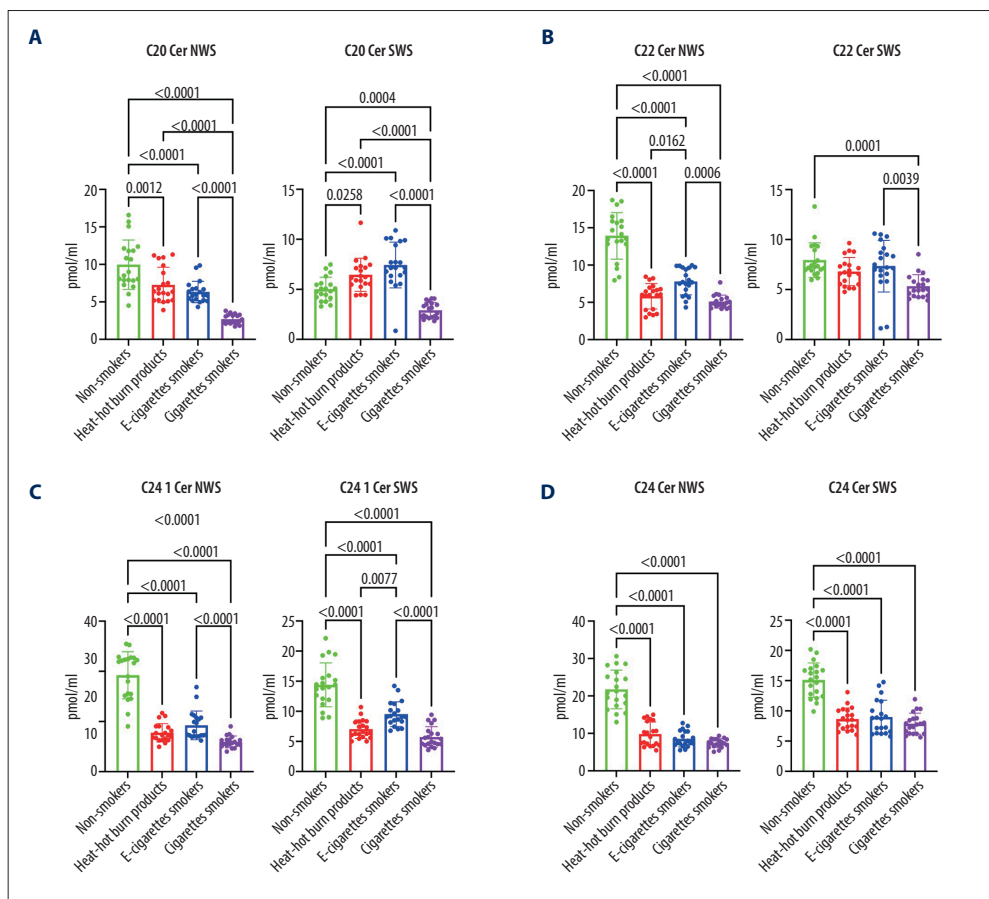 A
C20 Cer NWS
<0.0001
<0.0001
<0.0001
0.0012
<0.0001
20
15
10
5
0
pmol/ml
Non-smokers
Heat-hot burn products
E-cigarettes smokers
Cigarettes smokers
C20 Cer SWS
0.0004
<0.0001
<0.0001
0.0258
<0.0001
15
10
5
0
Non-smokers
Heat-hot burn products
E-cigarettes smokers
Cigarettes smokers
B
C22 Cer NWS
<0.0001
<0.0001
0.0162
<0.0001
0.0006
20
15
10
5
0
pmol/ml
Non-smokers
Heat-hot burn products
E-cigarettes smokers
Cigarettes smokers
C22 Cer SWS
0.0001
0.0039
15
10
5
0
pmol/ml
Non-smokers
Heat-hot burn products
E-cigarettes smokers
Cigarettes smokers
C
C24 1 Cer NWS
<0.0001
<0.0001
<0.0001
<0.0001
<0.0001
40
30
20
10
0
pmol/ml
Non-smokers
Heat-hot burn products
E-cigarettes smokers
Cigarettes smokers
C24 1 Cer SWS
<0.0001
<0.0001
0.0077
<0.0001
<0.0001
25
20
15
10
5
0
pmol/ml
Non-smokers
Heat-hot burn products
E-cigarettes smokers
Cigarettes smokers
D
C24 Cer NWS
<0.0001
<0.0001
<0.0001
40
30
20
10
0
pmol/ml
Non-smokers
Heat-hot burn products
E-cigarettes smokers
Cigarettes smokers
C24 Cer SWS
<0.0001
<0.0001
<0.0001
25
20
15
10
5
0
pmol/ml
Non-smokers
Heat-hot burn products
E-cigarettes smokers
Cigarettes smokers